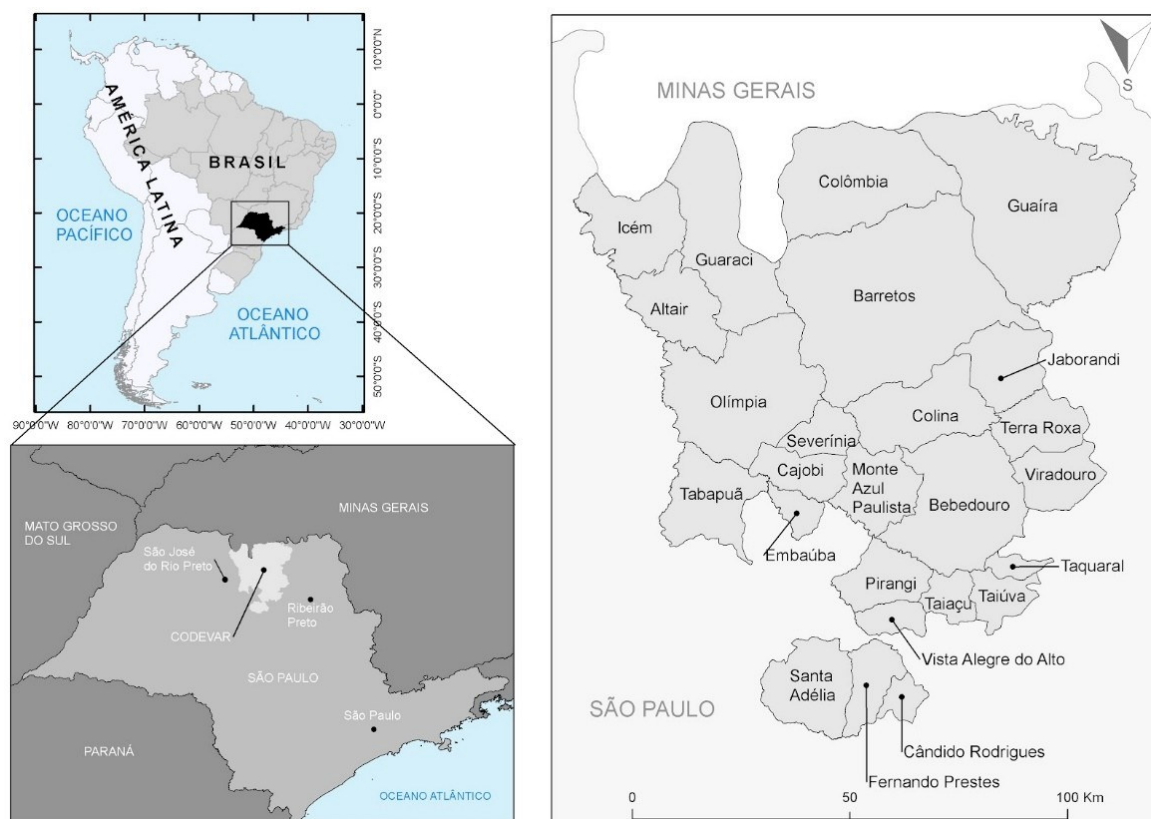 10°0'0"N
0°0'0"
10°0'0"S
20°0'0"S
30°0'0"S
40°0'0"S
50°0'0"S
90°0'0"W
80°0'0"W
70°0'0"W
60°0'0"W
50°0'0"W
40°0'0"W
30°0'0"W
AMÉRICA LATINA
BRASIL
OCEANO
PACÍFICO
OCEANO
ATLÂNTICO
MATO GROSSO
DO SUL
MINAS GERAIS
São José
do Rio Preto
Ribeirão
Preto
CODEVAR
SÃO PAULO
São Paulo
PARANÁ
OCEANO ATLÂNTICO
S
MINAS GERAIS
Colômbia
Guaíra
Icém
Guaraci
Altair
Barretos
Jaborandi
Olímpia
Colina
Terra Roxa
Severínia
Cajobi
Monte
Azul
Paulista
Viradouro
Tabapuã
Bebedouro
Embaúba
Taquaral
Pirangi
Taiaçu
Taiúva
Vista Alegre do Alto
Santa
Adélia
SÃO PAULO
Cândido Rodrigues
Fernando Prestes
0
50
100 Km